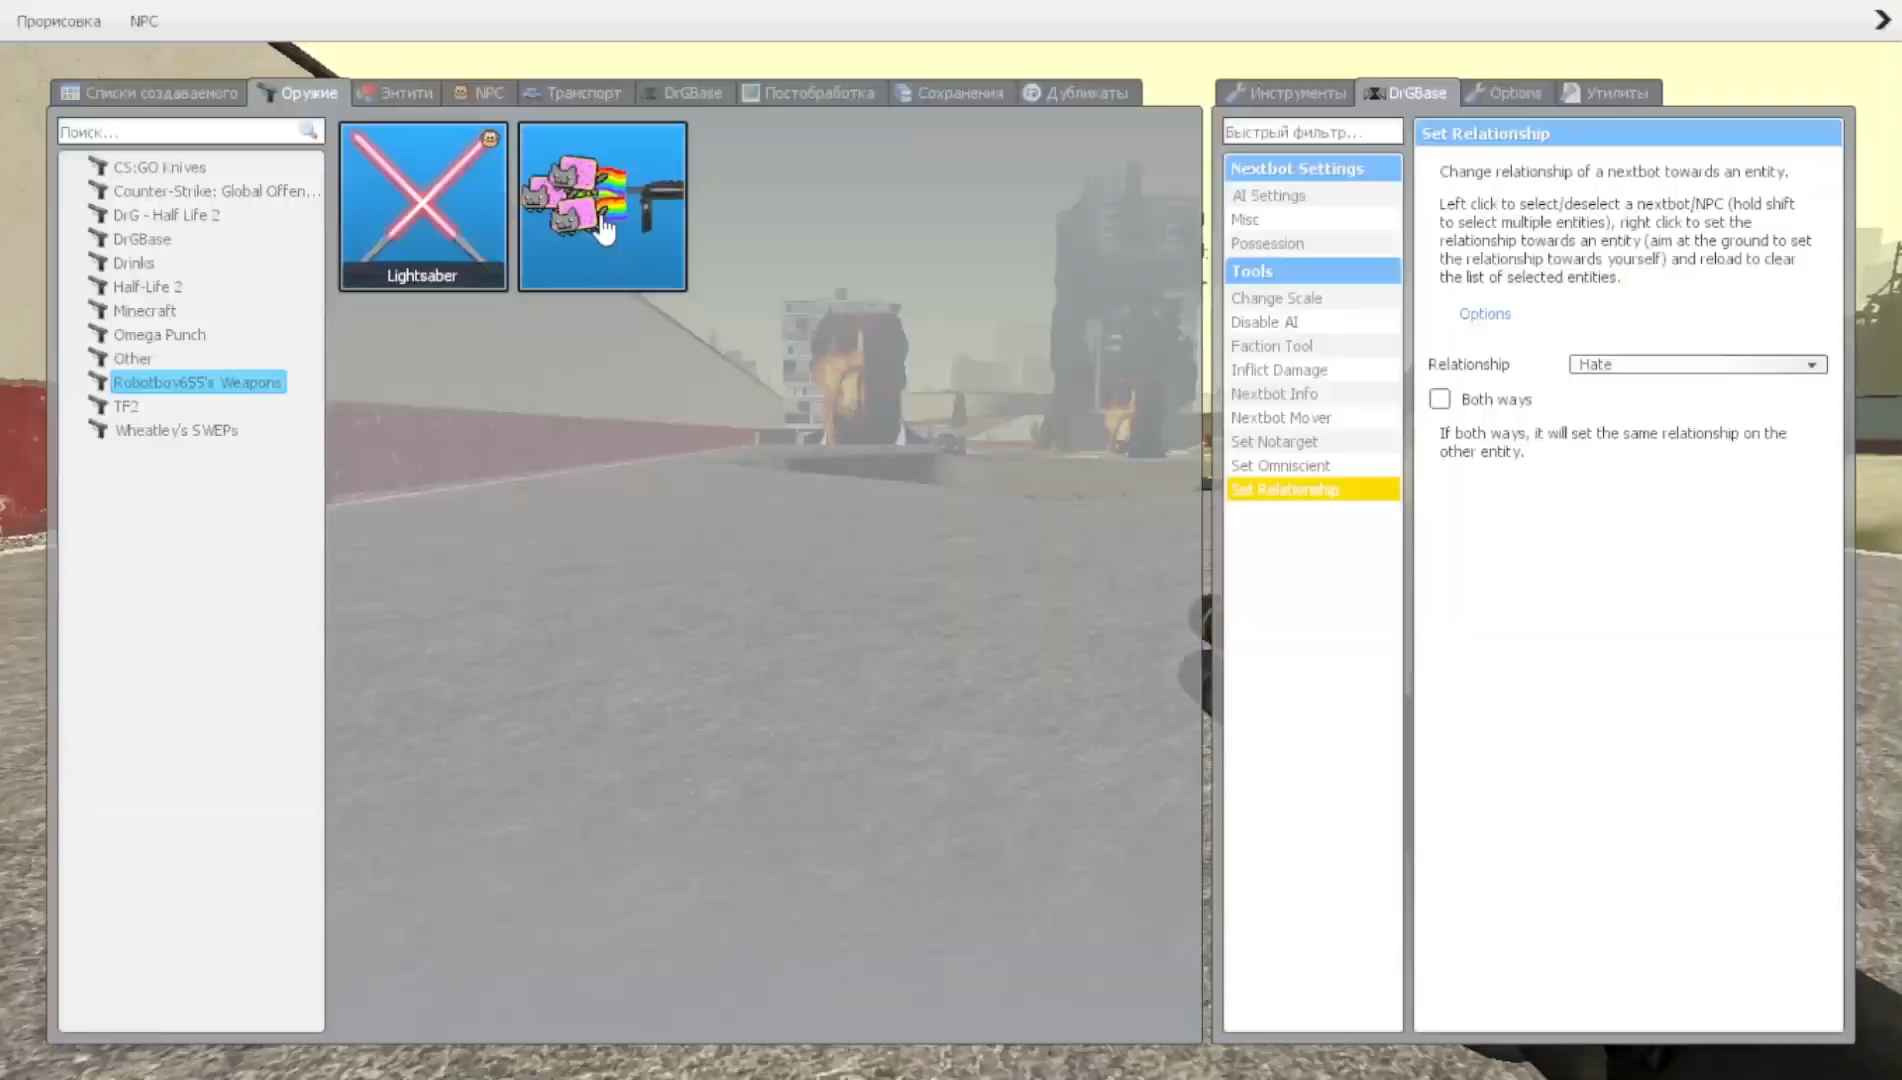 Прорисовка NPC
Списки создаваемого Оружие Энтити NPC Транспорт DrGBase Постобработка Сохранения Дубликаты
Поиск...
CS:GO Knives
Counter-Strike: Global Offen...
DrG - Half Life 2
DrGBase
Drinks
Half-Life 2
Minecraft
Omega Punch
Other
Robotboy655's Weapons
TF2
Wheatley's SWEPs
Lightsaber
Инструменты DrGBase Options Утилиты
Быстрый фильтр...
Nextbot Settings
AI Settings
Misc
Possession
Tools
Change Scale
Disable AI
Faction Tool
Inflict Damage
Nextbot Info
Nextbot Mover
Set Notarget
Set Omniscient
Set Relationship
Set Relationship
Change relationship of a nextbot towards an entity.
Left click to select/deselect a nextbot/NPC (hold shift
to select multiple entities), right click to set the
relationship towards an entity (aim at the ground to set
the relationship towards yourself) and reload to clear
the list of selected entities.
Options
Relationship Hate
Both ways
If both ways, it will set the same relationship on the
other entity.